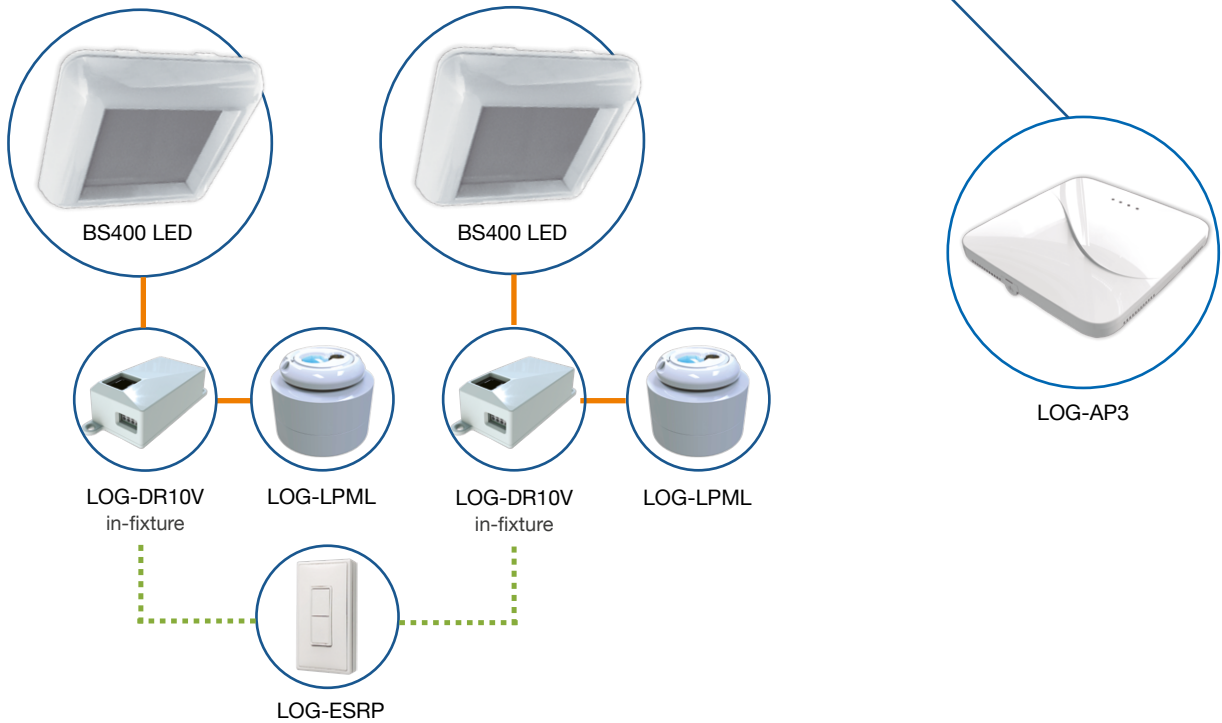 BS400 LED
BS400 LED
LOG-AP3
LOG-DR10V
in-fixture
LOG-LPML
LOG-DR10V
in-fixture
LOG-LPML
LOG-ESRP